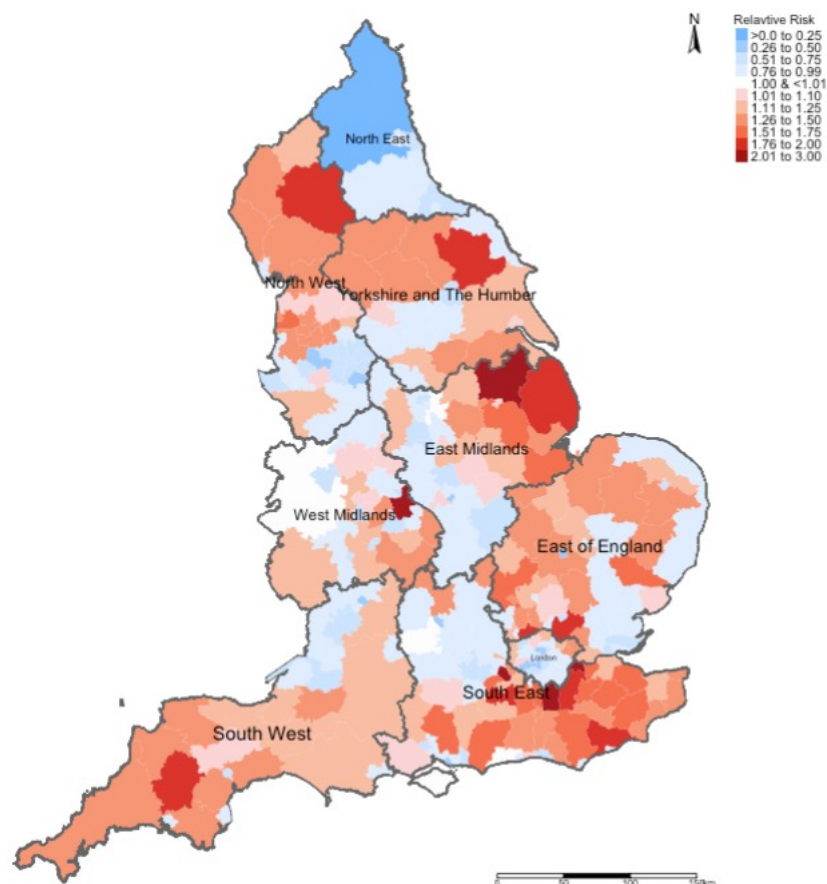 N
Relavtive Risk
>0.0 to 0.25
0.26 to 0.50
0.51 to 0.75
0.76 to 0.99
1.00 & <1.01
1.01 to 1.10
1.11 to 1.25
1.26 to 1.50
1.51 to 1.75
1.76 to 2.00
2.01 to 3.00
North East
North West
Yorkshire and The Humber
East Midlands
West Midlands
East of England
London
South East
South West
0 50 100 150km